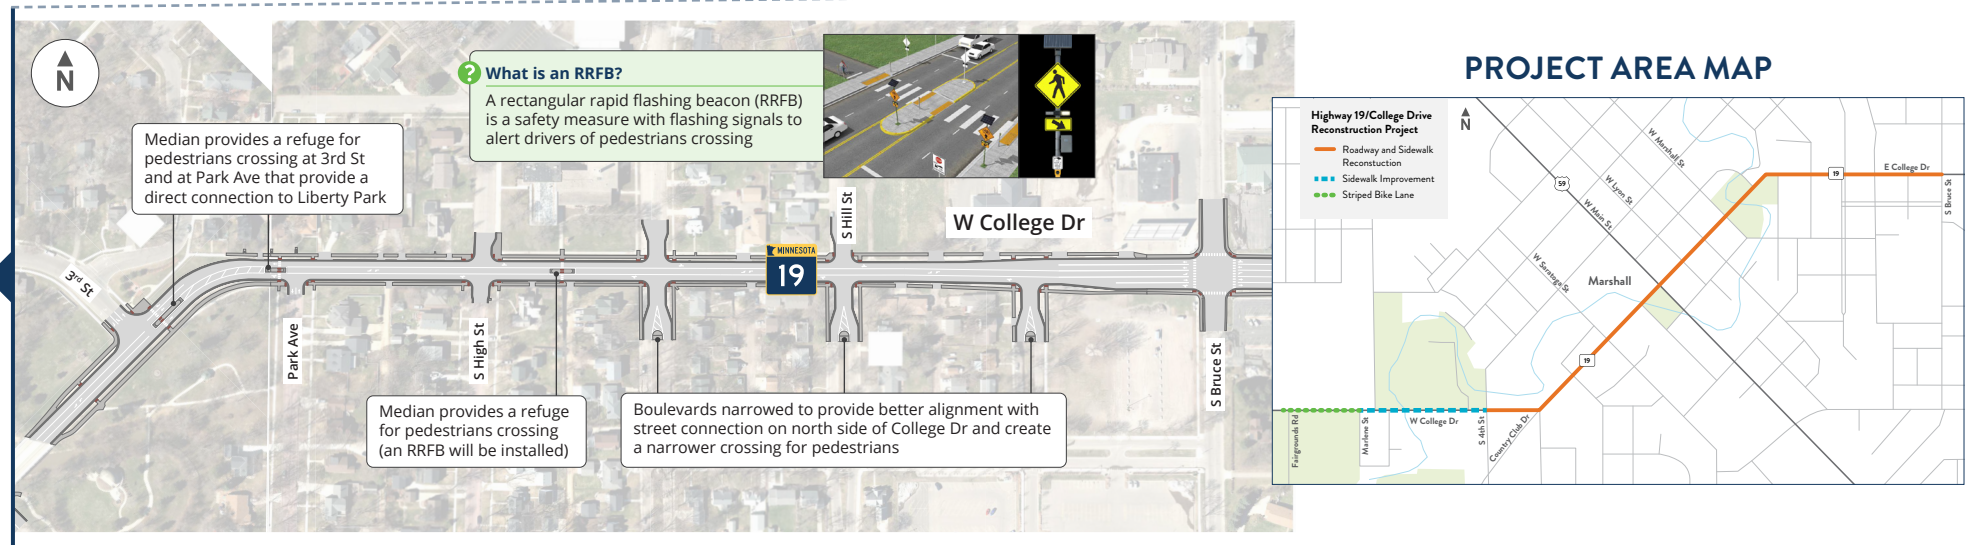 N
Median provides a refuge for
pedestrians crossing at 3rd St
and at Park Ave that provide a
direct connection to Liberty Park
? What is an RRFB?
A rectangular rapid flashing beacon (RRFB)
is a safety measure with flashing signals to
alert drivers of pedestrians crossing
3rd St
Park Ave
S High St
MINNESOTA
19
S Hill St
W College Dr
S Bruce St
Median provides a refuge
for pedestrians crossing
(an RRFB will be installed)
Boulevards narrowed to provide better alignment with
street connection on north side of College Dr and create
a narrower crossing for pedestrians
PROJECT AREA MAP
Highway 19/College Drive
Reconstruction Project
Roadway and Sidewalk
Reconstuction
Sidewalk Improvement
Striped Bike Lane
N
59
W Marshall St
W Lyon St
W Main St
W Saratoga St
Marshall
19
E College Dr
S Bruce St
19
Fairgrounds Rd
Marlene St
W College Dr
S 4th St
Country Club Dr